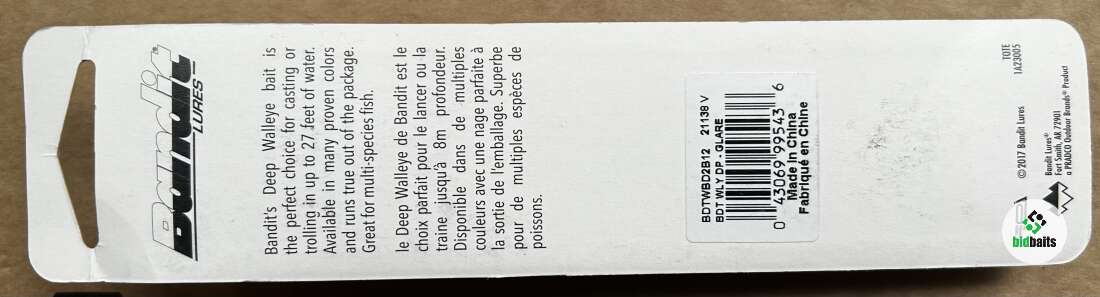 Bandit
LURES
Bandit's Deep Walleye bait is
the perfect choice for casting or
trolling in up to 27 feet of water.
Available in many proven colors
and runs true out of the package.
Great for multi-species fish.
le Deep Walleye de Bandit est le
choix parfait pour le lancer ou la
traine jusqu'à 8m profondeur.
Disponible dans de multiples
couleurs avec une nage parfaite à
la sortie de l'emballage. Superbe
pour de multiples espèces de
poissons.
BDTWBD2B12 21138 V
BDT WLY DP - GLARE
0 43069 99543 6
Made In China
Fabriqué en Chine
TOTE
1A23005
©2017 Bandit Lures
Bandit Lures®
Fort Smith, AR 72901
a PRADCO Outdoor Brands® Product
bidbaits